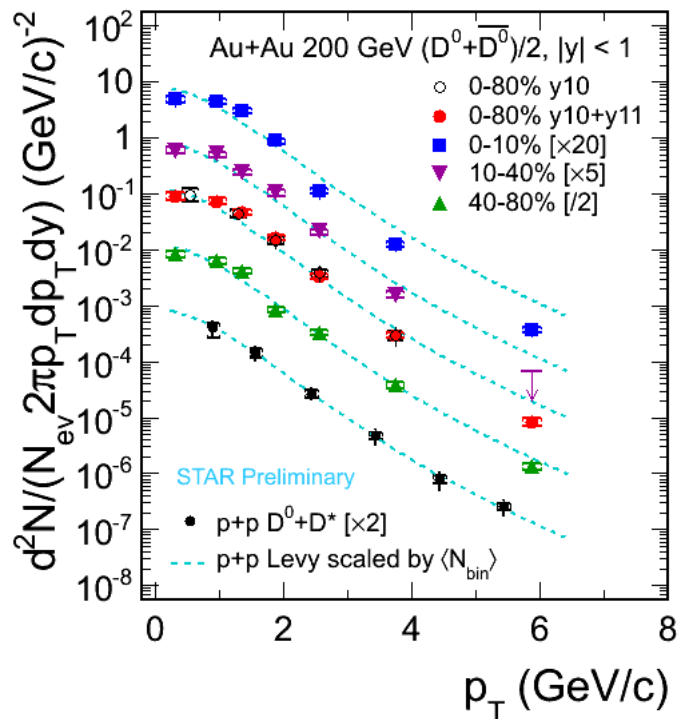 Au+Au 200 GeV (D⁰+D̅⁰)/2, |y| < 1
0-80% y10
0-80% y10+y11
0-10% [×20]
10-40% [×5]
40-80% [/2]
STAR Preliminary
p+p D⁰+D* [×2]
p+p Levy scaled by ⟨N_bin⟩
d²N/(N_ev 2πp_T dp_T dy) (GeV/c)⁻²
10²
10
1
10⁻¹
10⁻²
10⁻³
10⁻⁴
10⁻⁵
10⁻⁶
10⁻⁷
10⁻⁸
0 2 4 6 8
p_T (GeV/c)